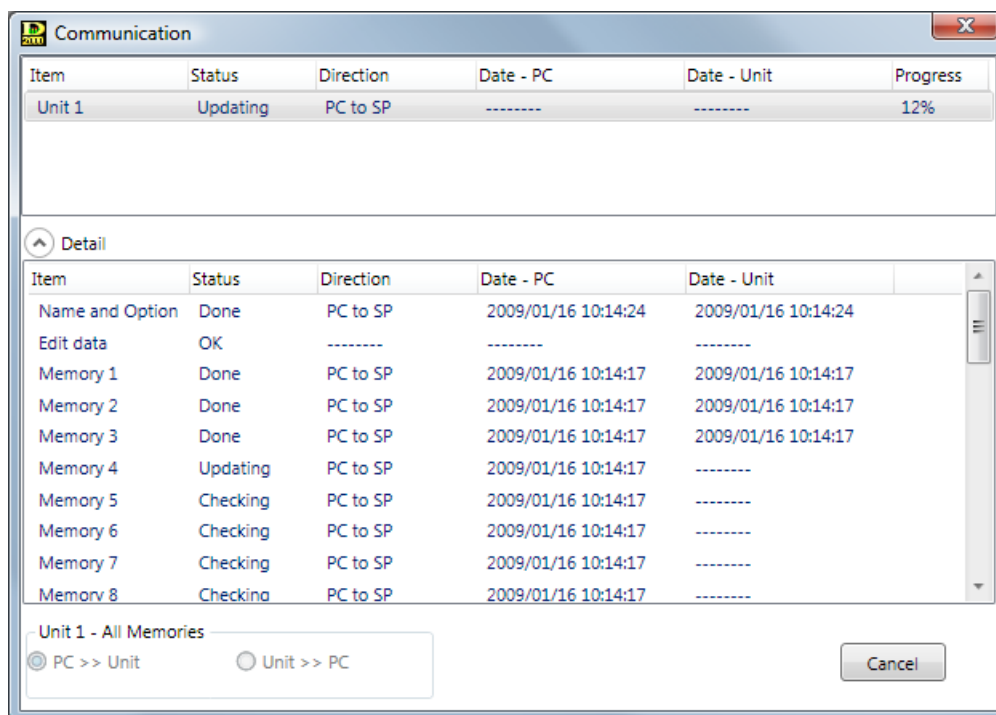 Communication
Item Status Direction Date - PC Date - Unit Progress
Unit 1 Updating PC to SP -------- -------- 12%
Detail
Item Status Direction Date - PC Date - Unit
Name and Option Done PC to SP 2009/01/16 10:14:24 2009/01/16 10:14:24
Edit data OK -------- -------- --------
Memory 1 Done PC to SP 2009/01/16 10:14:17 2009/01/16 10:14:17
Memory 2 Done PC to SP 2009/01/16 10:14:17 2009/01/16 10:14:17
Memory 3 Done PC to SP 2009/01/16 10:14:17 2009/01/16 10:14:17
Memory 4 Updating PC to SP 2009/01/16 10:14:17 --------
Memory 5 Checking PC to SP 2009/01/16 10:14:17 --------
Memory 6 Checking PC to SP 2009/01/16 10:14:17 --------
Memory 7 Checking PC to SP 2009/01/16 10:14:17 --------
Memory 8 Checking PC to SP 2009/01/16 10:14:17 --------
Unit 1 - All Memories
PC >> Unit Unit >> PC
Cancel